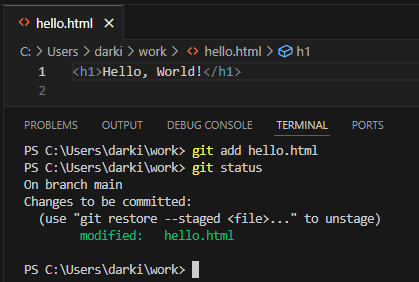 hello.html
C: > Users > darki > work > hello.html > h1
1 <h1>Hello, World!</h1>
2
PROBLEMS OUTPUT DEBUG CONSOLE TERMINAL PORTS
PS C:\Users\darki\work> git add hello.html
PS C:\Users\darki\work> git status
On branch main
Changes to be committed:
(use "git restore --staged <file>..." to unstage)
modified: hello.html
PS C:\Users\darki\work>